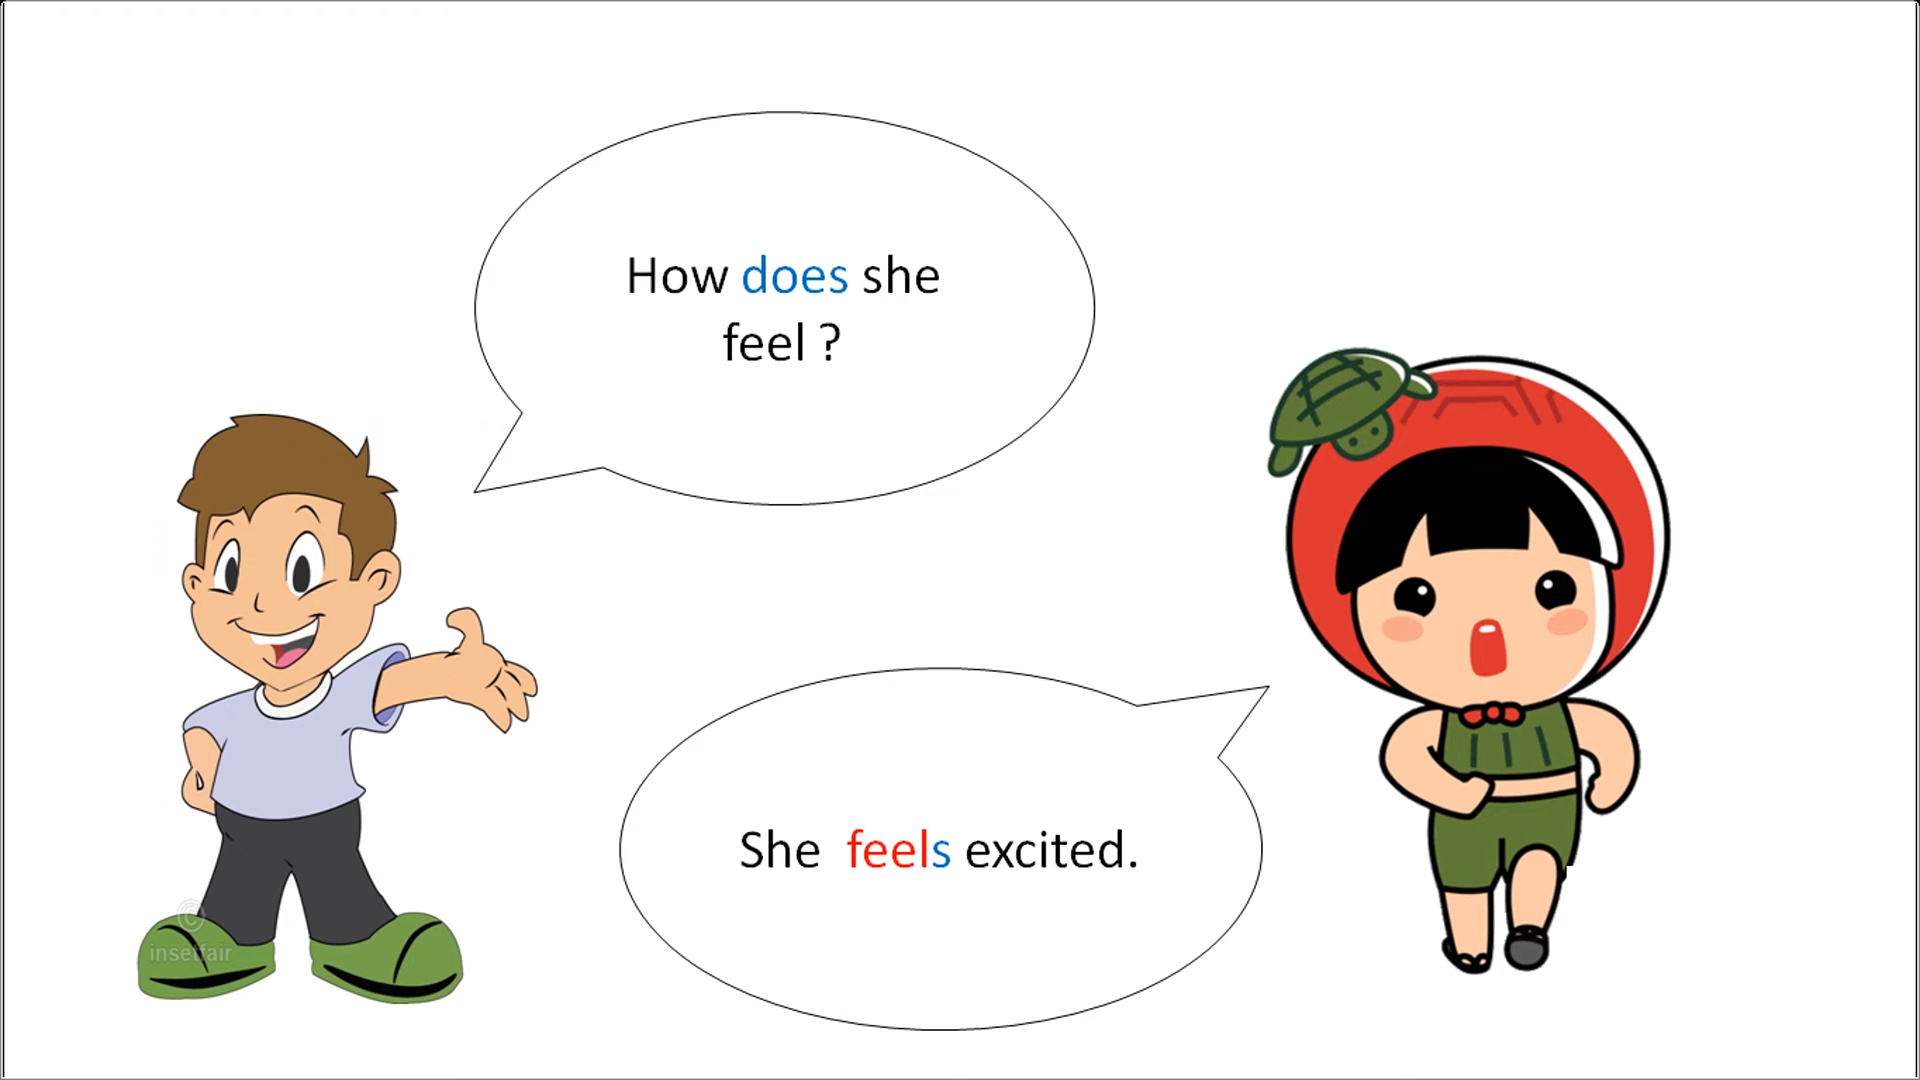 How does she
feel ?
She  feels excited.
©
insetfair